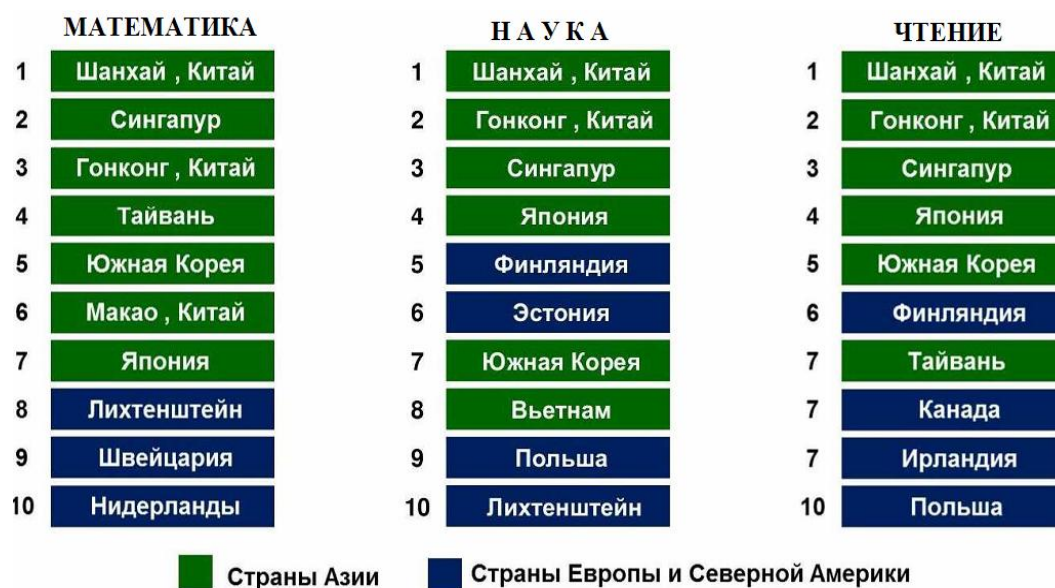 МАТЕМАТИКА
1 Шанхай , Китай
2 Сингапур
3 Гонконг , Китай
4 Тайвань
5 Южная Корея
6 Макао , Китай
7 Япония
8 Лихтенштейн
9 Швейцария
10 Нидерланды
Н А У К А
1 Шанхай , Китай
2 Гонконг , Китай
3 Сингапур
4 Япония
5 Финляндия
6 Эстония
7 Южная Корея
8 Вьетнам
9 Польша
10 Лихтенштейн
ЧТЕНИЕ
1 Шанхай , Китай
2 Гонконг , Китай
3 Сингапур
4 Япония
5 Южная Корея
6 Финляндия
7 Тайвань
7 Канада
7 Ирландия
10 Польша
Страны Азии
Страны Европы и Северной Америки